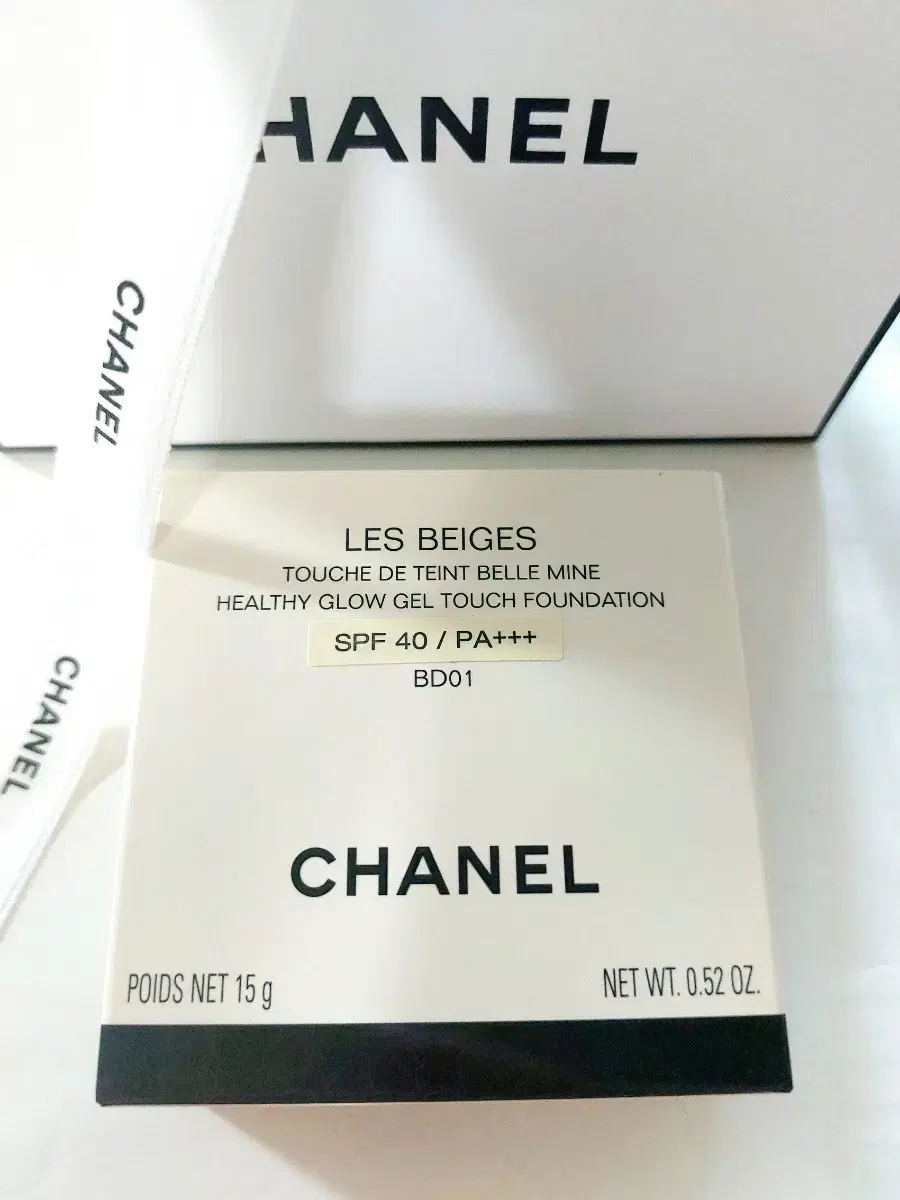 HANEL
CHANEL
CHANEL
LES BEIGES
TOUCHE DE TEINT BELLE MINE
HEALTHY GLOW GEL TOUCH FOUNDATION
SPF 40 / PA+++
BD01
CHANEL
POIDS NET 15 g
NET WT. 0.52 OZ.